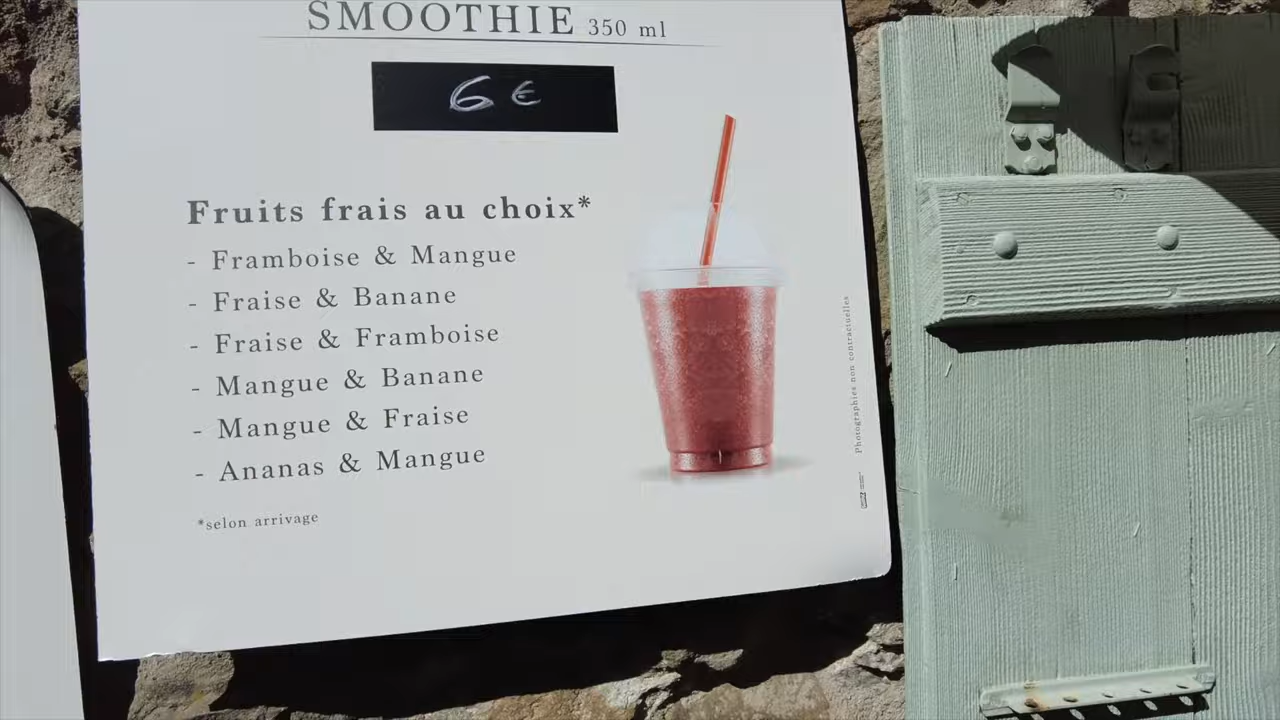 SMOOTHIE 350 ml
6 €
Fruits frais au choix*
- Framboise & Mangue
- Fraise & Banane
- Fraise & Framboise
- Mangue & Banane
- Mangue & Fraise
- Ananas & Mangue
*selon arrivage
Photographies non contractuelles